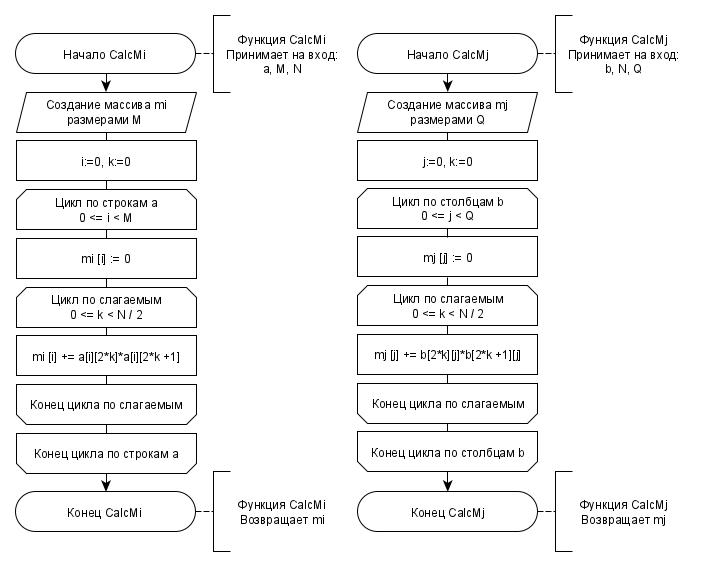 Начало CalcMi
Функция CalcMi
Принимает на вход:
a, M, N
Создание массива mi
размерами M
i:=0, k:=0
Цикл по строкам a
0 <= i < M
mi [i] := 0
Цикл по слагаемым
0 <= k < N / 2
mi [i] += a[i][2*k]*a[i][2*k +1]
Конец цикла по слагаемым
Конец цикла по строкам a
Конец CalcMi
Функция CalcMi
Возвращает mi
Начало CalcMj
Функция CalcMj
Принимает на вход:
b, N, Q
Создание массива mj
размерами Q
j:=0, k:=0
Цикл по столбцам b
0 <= j < Q
mj [j] := 0
Цикл по слагаемым
0 <= k < N / 2
mj [j] += b[2*k][j]*b[2*k +1][j]
Конец цикла по слагаемым
Конец цикла по столбцам b
Конец CalcMj
Функция CalcMj
Возвращает mj